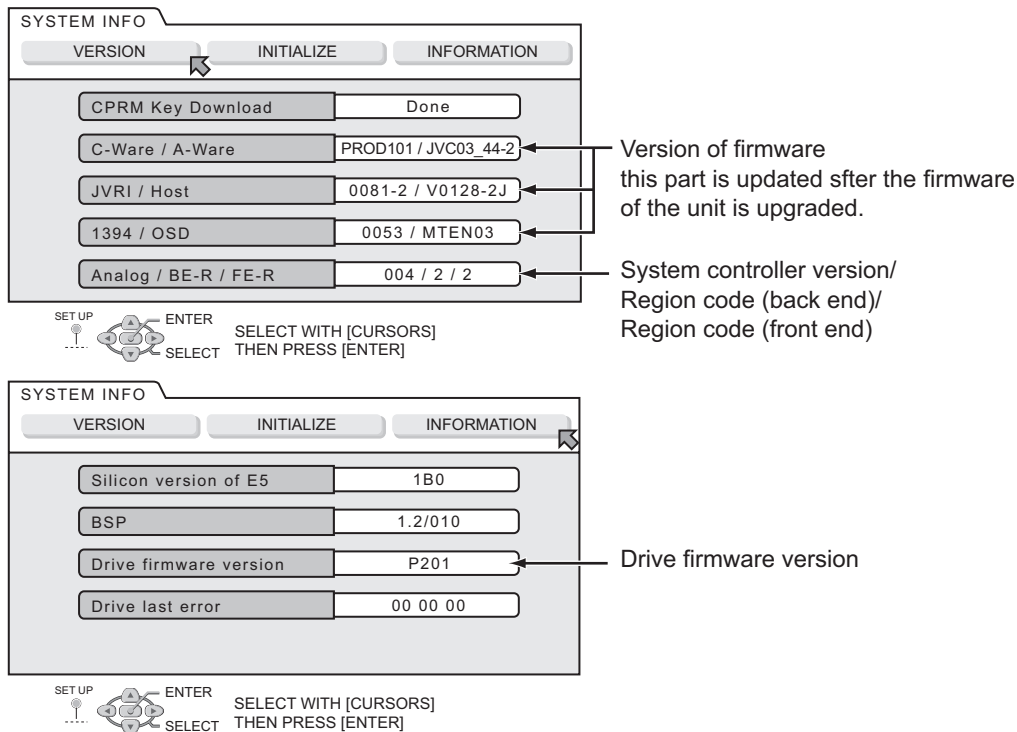 SYSTEM INFO
VERSION INITIALIZE INFORMATION
CPRM Key Download Done
C-Ware / A-Ware PROD101 / JVC03_44-2
JVRI / Host 0081-2 / V0128-2J
1394 / OSD 0053 / MTEN03
Analog / BE-R / FE-R 004 / 2 / 2
Version of firmware
this part is updated sfter the firmware
of the unit is upgraded.
System controller version/
Region code (back end)/
Region code (front end)
SET UP ENTER
SELECT
SELECT WITH [CURSORS]
THEN PRESS [ENTER]
SYSTEM INFO
VERSION INITIALIZE INFORMATION
Silicon version of E5 1B0
BSP 1.2/010
Drive firmware version P201
Drive last error 00 00 00
Drive firmware version
SET UP ENTER
SELECT
SELECT WITH [CURSORS]
THEN PRESS [ENTER]